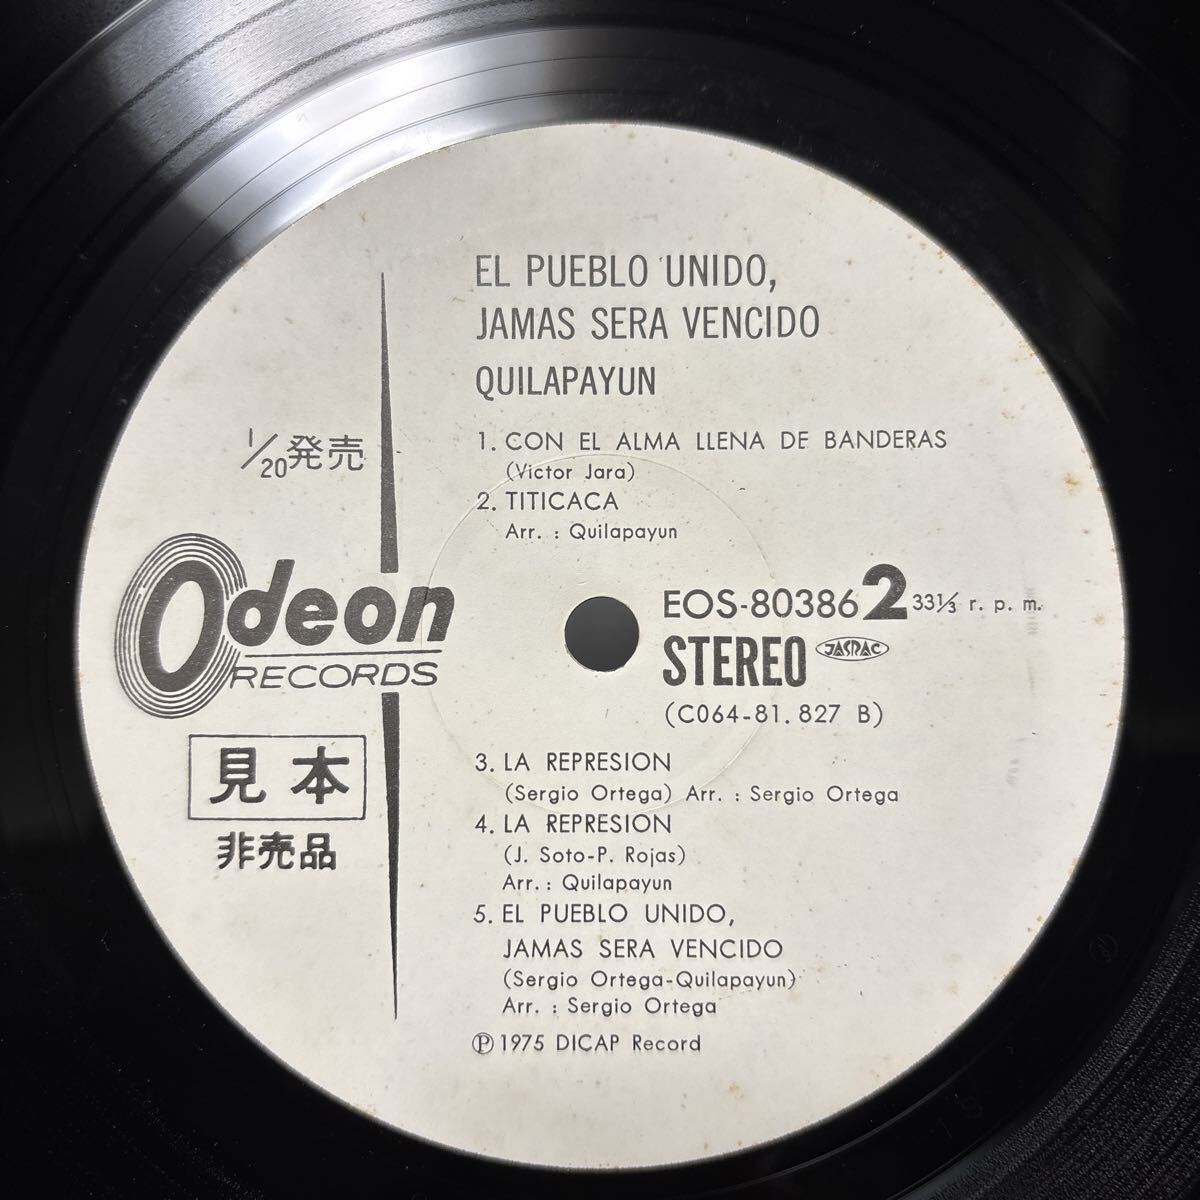 EL PUEBLO UNIDO,
JAMAS SERA VENCIDO
QUILAPAYUN
1. CON EL ALMA LLENA DE BANDERAS
(Victor Jara)
2. TITICACA
Arr. : Quilapayun
1/20発売
Odeon
RECORDS
見本
非売品
EOS-80386 2 33⅓ r. p. m.
STEREO JASRAC
(C064-81. 827 B)
3. LA REPRESION
(Sergio Ortega) Arr. : Sergio Ortega
4. LA REPRESION
(J. Soto-P. Rojas)
Arr. : Quilapayun
5. EL PUEBLO UNIDO,
JAMAS SERA VENCIDO
(Sergio Ortega-Quilapayun)
Arr. : Sergio Ortega
Ⓟ1975 DICAP Record